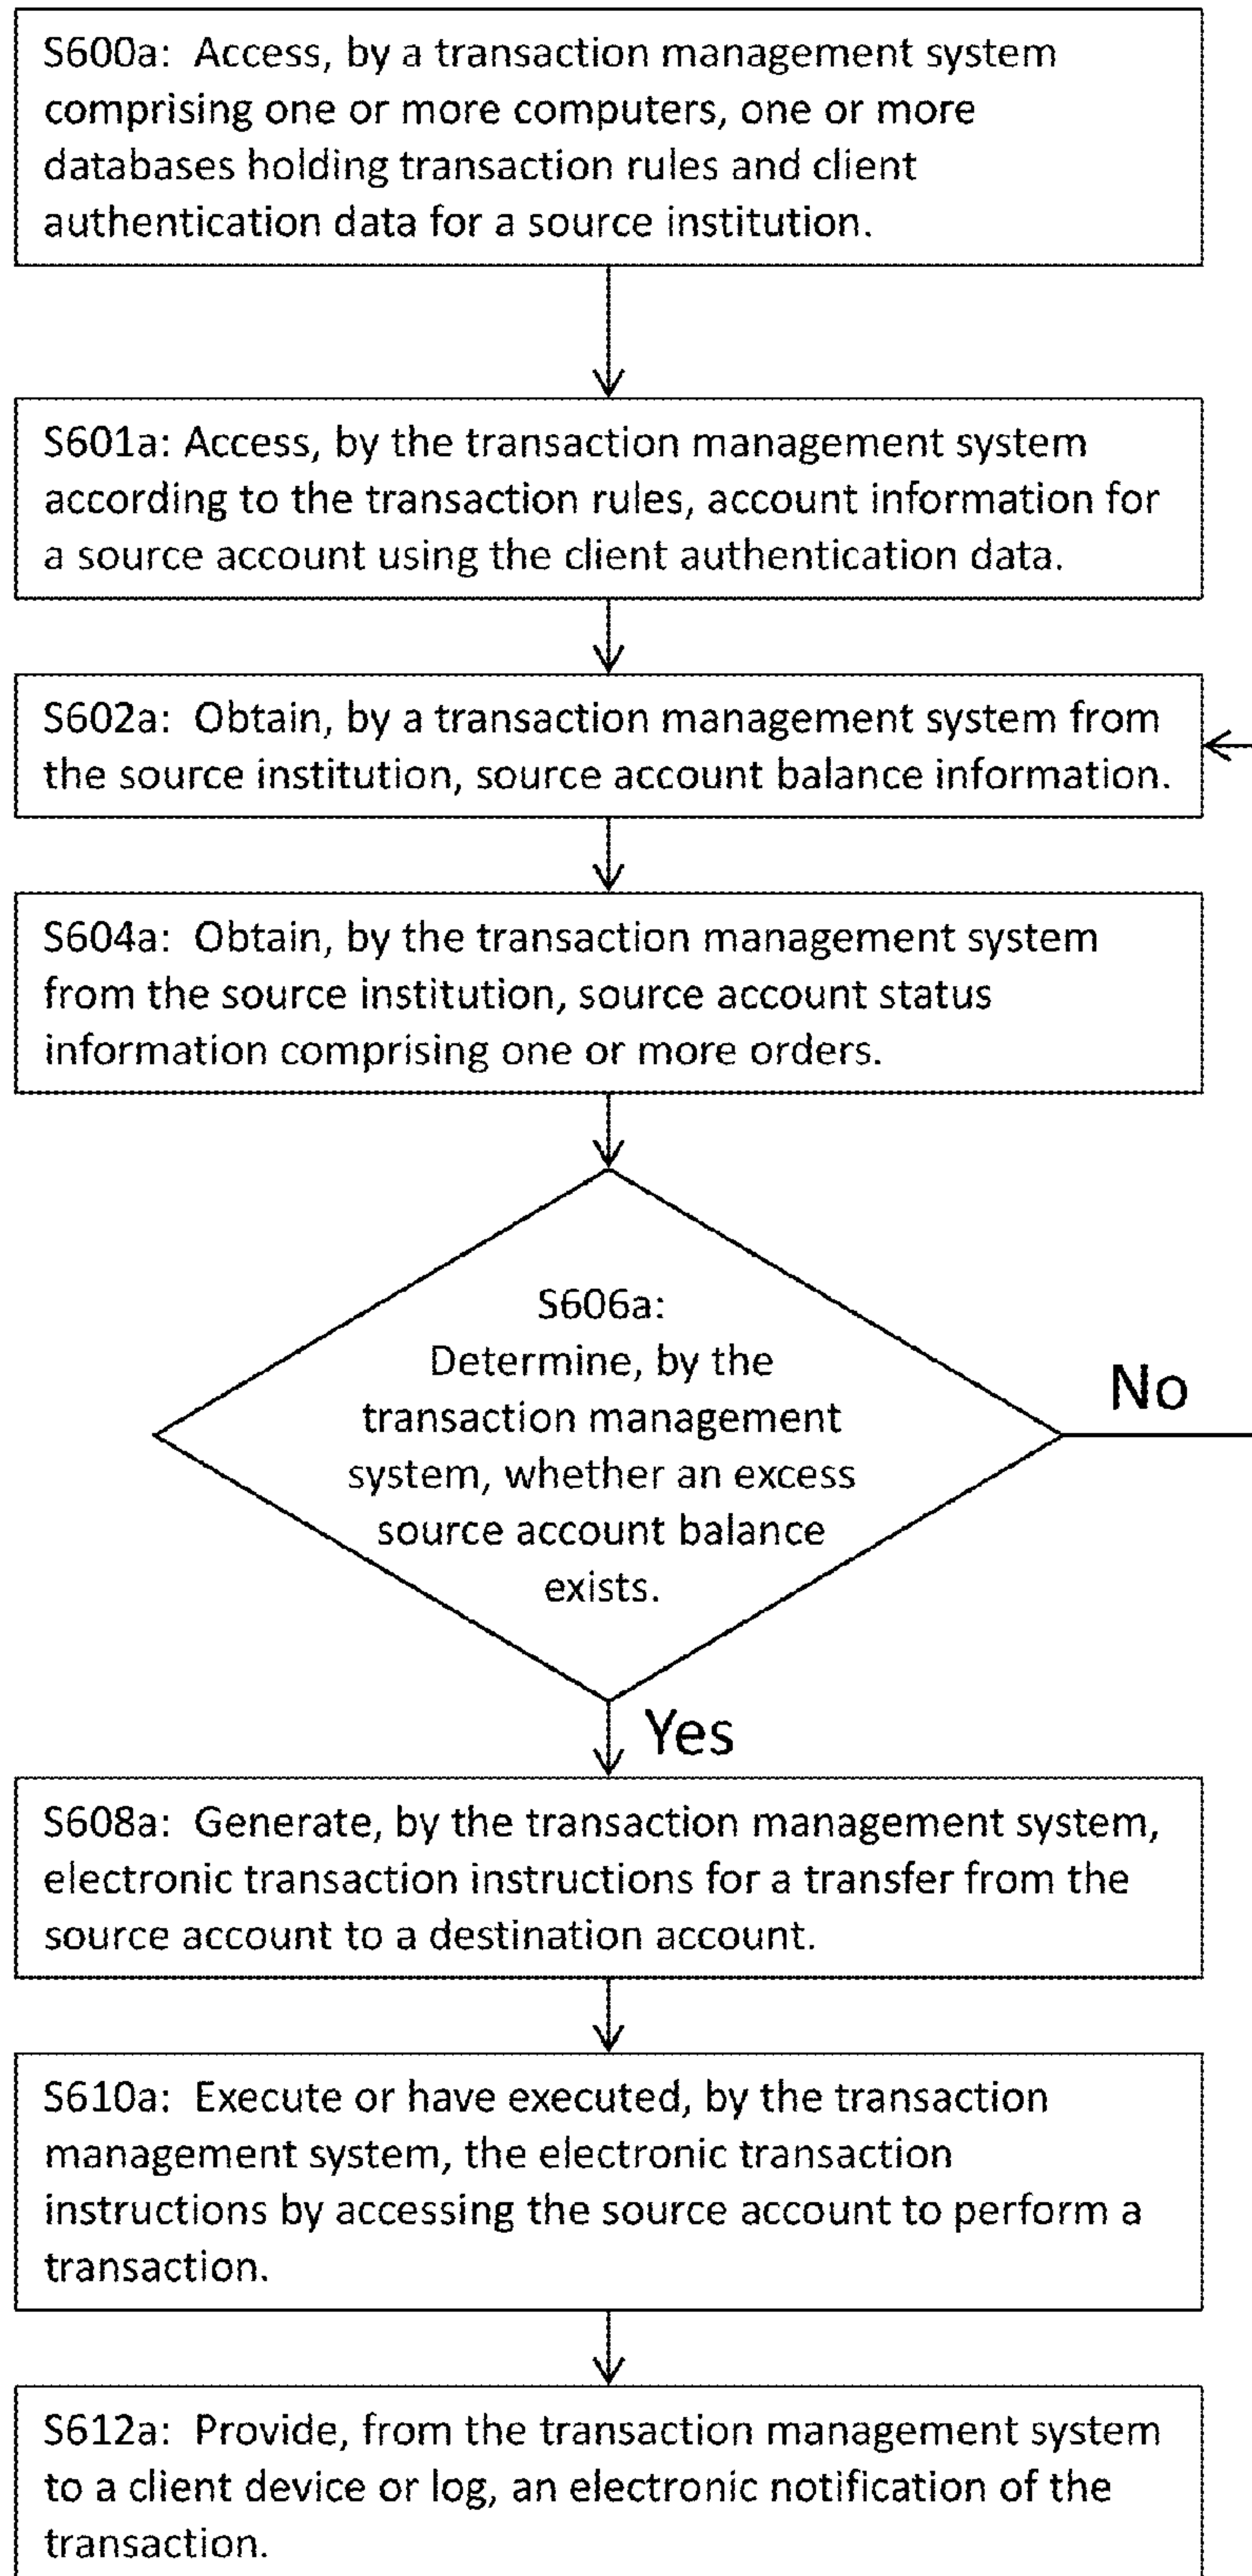 S600a: Access, by a transaction management system
comprising one or more computers, one or more
databases holding transaction rules and client
authentication data for a source institution.
S601a: Access, by the transaction management system
according to the transaction rules, account information for
a source account using the client authentication data.
S602a: Obtain, by a transaction management system from
the source institution, source account balance information.
S604a: Obtain, by the transaction management system
from the source institution, source account status
information comprising one or more orders.
S606a:
Determine, by the
transaction management
system, whether an excess
source account balance
exists.
No
Yes
S608a: Generate, by the transaction management system,
electronic transaction instructions for a transfer from the
source account to a destination account.
S610a: Execute or have executed, by the transaction
management system, the electronic transaction
instructions by accessing the source account to perform a
transaction.
S612a: Provide, from the transaction management system
to a client device or log, an electronic notification of the
transaction.